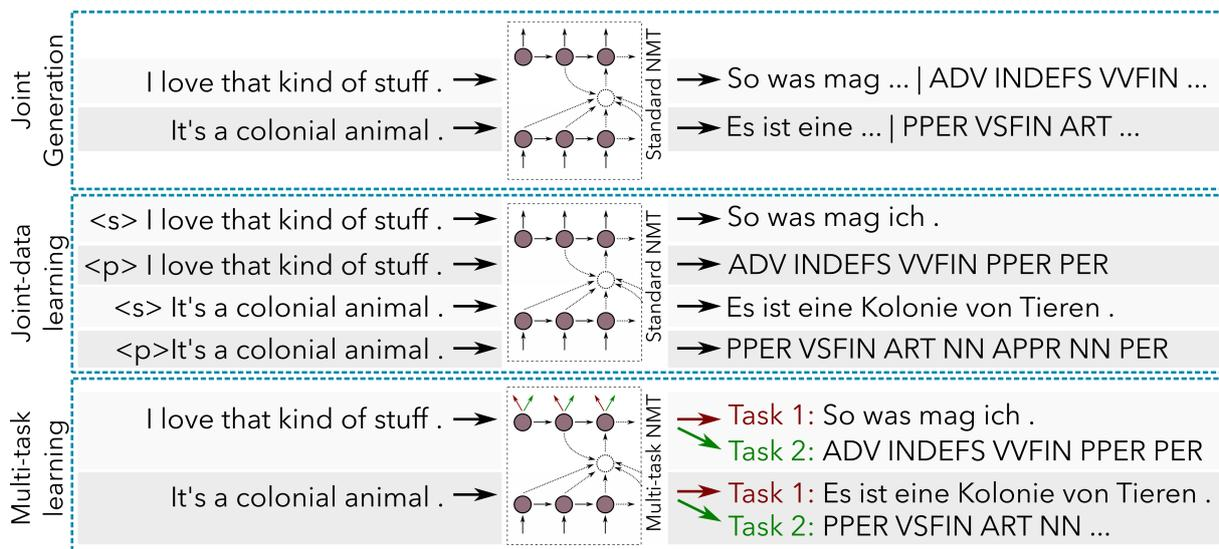 Joint
Generation
I love that kind of stuff .
Standard NMT
So was mag ... | ADV INDEFS VVFIN ...
It's a colonial animal .
Es ist eine ... | PPER VSFIN ART ...
Joint-data
learning
<s> I love that kind of stuff .
Standard NMT
So was mag ich .
<p> I love that kind of stuff .
ADV INDEFS VVFIN PPER PER
<s> It's a colonial animal .
Es ist eine Kolonie von Tieren .
<p>It's a colonial animal .
PPER VSFIN ART NN APPR NN PER
Multi-task
learning
I love that kind of stuff .
Multi-task NMT
Task 1: So was mag ich .
Task 2: ADV INDEFS VVFIN PPER PER
It's a colonial animal .
Task 1: Es ist eine Kolonie von Tieren .
Task 2: PPER VSFIN ART NN ...